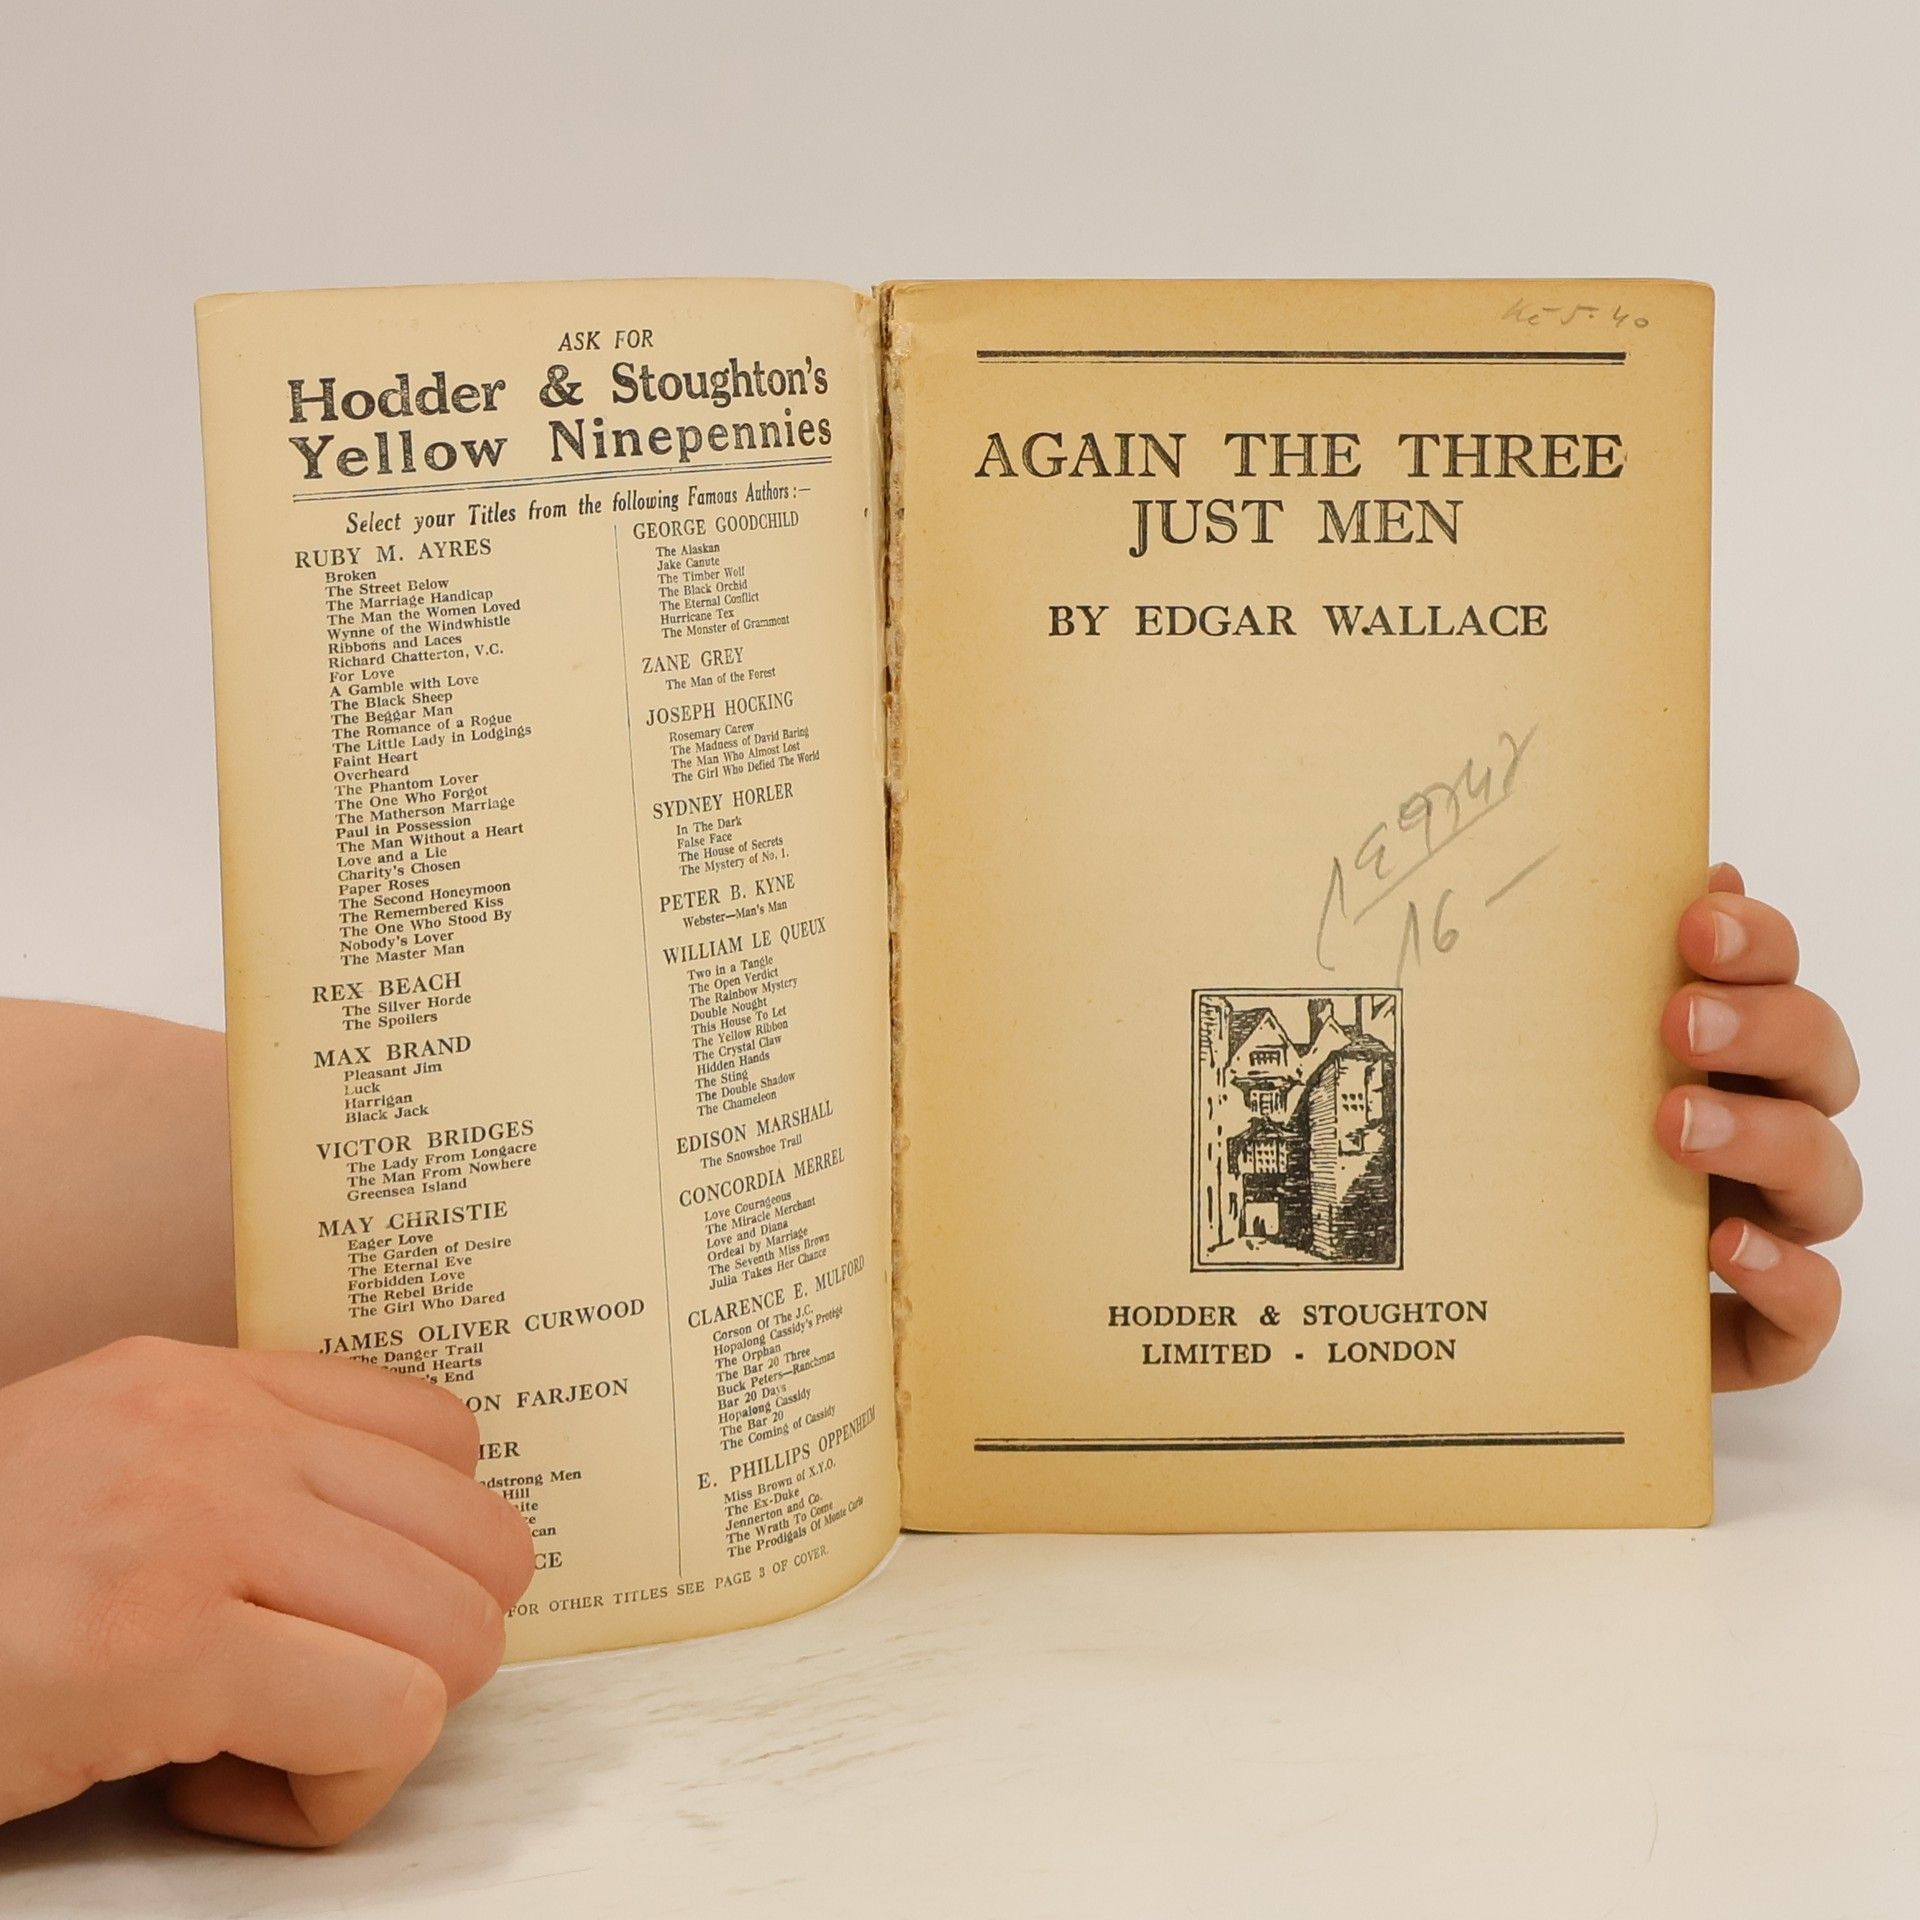 ASK FOR
Hodder & Stoughton's
Yellow Ninepennies
Select your Titles from the following Famous Authors :—
RUBY M. AYRES
Broken
The Street Below
The Marriage Handicap
The Man the Women Loved
Wynne of the Windwhistle
Ribbons and Laces
Richard Chatterton, V.C.
For Love
A Gamble with Love
The Black Sheep
The Beggar Man
The Romance of a Rogue
The Little Lady in Lodgings
Faint Heart
Overheard
The Phantom Lover
The One Who Forgot
The Matherson Marriage
Paul in Possession
The Man Without a Heart
Love and a Lie
Charity's Chosen
Paper Roses
The Second Honeymoon
The Remembered Kiss
The One Who Stood By
Nobody's Lover
The Master Man
REX BEACH
The Silver Horde
The Spoilers
MAX BRAND
Pleasant Jim
Luck
Harrigan
Black Jack
VICTOR BRIDGES
The Lady From Longacre
The Man From Nowhere
Greensea Island
MAY CHRISTIE
Eager Love
The Garden of Desire
The Eternal Eve
Forbidden Love
The Rebel Bride
The Girl Who Dared
JAMES OLIVER CURWOOD
The Danger Trail
Hearts
End
FARJEON
Men
Hill
GEORGE GOODCHILD
The Alaskan
Jake Canute
The Timber Wolf
The Black Orchid
The Eternal Conflict
Hurricane Tex
The Monster of Grammont
ZANE GREY
The Man of the Forest
JOSEPH HOCKING
Rosemary Carew
The Madness of David Baring
The Man Who Almost Lost
The Girl Who Defied The World
SYDNEY HORLER
In The Dark
False Face
The House of Secrets
The Mystery of No. 1.
PETER B. KYNE
Webster—Man's Man
WILLIAM LE QUEUX
Two in a Tangle
The Open Verdict
The Rainbow Mystery
Double Nought
This House To Let
The Yellow Ribbon
The Crystal Claw
Hidden Hands
The Sting
The Double Shadow
The Chameleon
EDISON MARSHALL
The Snowshoe Trail
CONCORDIA MERREL
Love Courageous
The Miracle Merchant
Love and Diana
Ordeal by Marriage
The Seventh Miss Brown
Julia Takes Her Chance
CLARENCE E. MULFORD
Corson Of The J.C.
Hopalong Cassidy's Protégé
The Orphan
The Bar 20 Three
Buck Peters—Ranchman
Bar 20 Days
Hopalong Cassidy
The Bar 20
The Coming of Cassidy
E. PHILLIPS OPPENHEIM
Miss Brown of X.Y.O.
The Ex-Duke
Jennerton and Co.
The Wrath To Come
The Prodigals Of Monte Carlo
FOR OTHER TITLES SEE PAGE 3 OF COVER.
Kč 5.40
AGAIN THE THREE
JUST MEN
BY EDGAR WALLACE
16 —
HODDER & STOUGHTON
LIMITED - LONDON